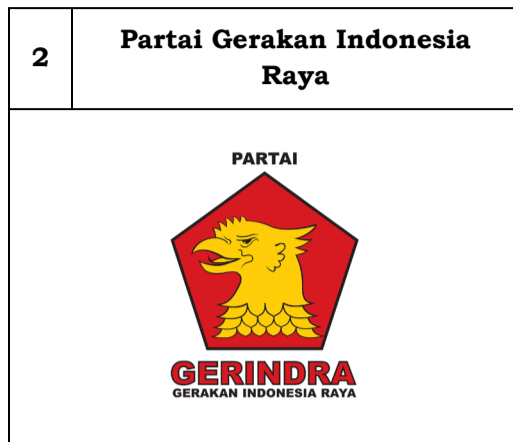 2
Partai Gerakan Indonesia
Raya
PARTAI
GERINDRA
GERAKAN INDONESIA RAYA